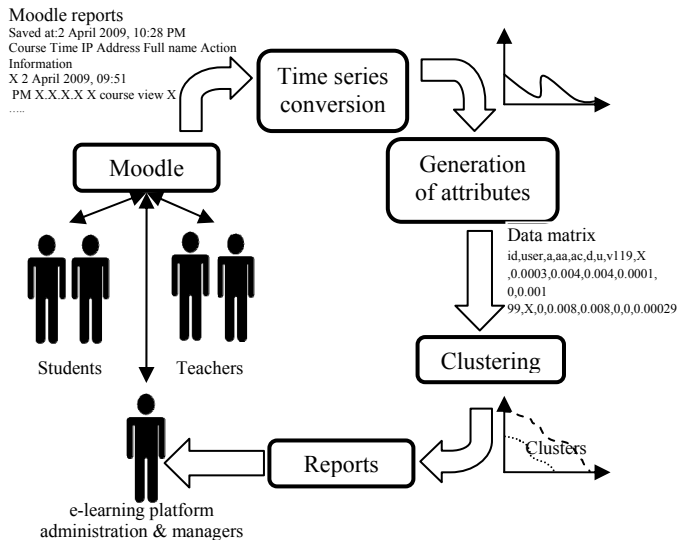 Moodle reports
Saved at:2 April 2009, 10:28 PM
Course Time IP Address Full name Action
Information
X 2 April 2009, 09:51
PM X.X.X.X X course view X
.....
Time series
conversion
Moodle
Generation
of attributes
Data matrix
id,user,a,aa,ac,d,u,v119,X
,0.0003,0.004,0.004,0.0001,
0,0.001
99,X,0,0.008,0.008,0,0,0.00029
Students
Teachers
Clustering
Clusters
Reports
e-learning platform
administration & managers